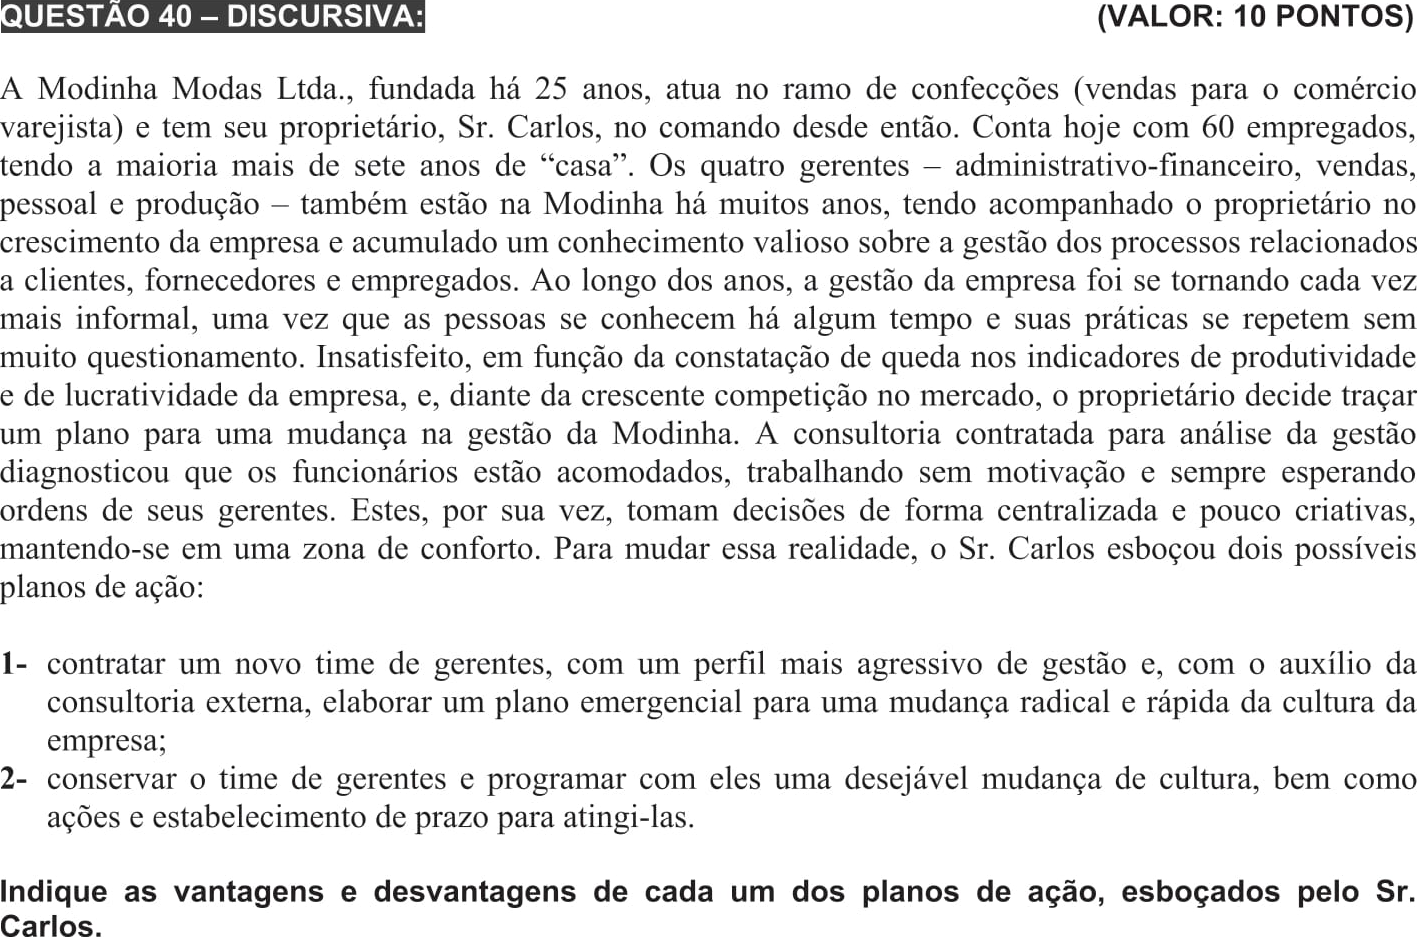 QUESTÃO 40 – DISCURSIVA: (VALOR: 10 PONTOS)
A Modinha Modas Ltda., fundada há 25 anos, atua no ramo de confecções (vendas para o comércio
varejista) e tem seu proprietário, Sr. Carlos, no comando desde então. Conta hoje com 60 empregados,
tendo a maioria mais de sete anos de “casa”. Os quatro gerentes – administrativo-financeiro, vendas,
pessoal e produção – também estão na Modinha há muitos anos, tendo acompanhado o proprietário no
crescimento da empresa e acumulado um conhecimento valioso sobre a gestão dos processos relacionados
a clientes, fornecedores e empregados. Ao longo dos anos, a gestão da empresa foi se tornando cada vez
mais informal, uma vez que as pessoas se conhecem há algum tempo e suas práticas se repetem sem
muito questionamento. Insatisfeito, em função da constatação de queda nos indicadores de produtividade
e de lucratividade da empresa, e, diante da crescente competição no mercado, o proprietário decide traçar
um plano para uma mudança na gestão da Modinha. A consultoria contratada para análise da gestão
diagnosticou que os funcionários estão acomodados, trabalhando sem motivação e sempre esperando
ordens de seus gerentes. Estes, por sua vez, tomam decisões de forma centralizada e pouco criativas,
mantendo-se em uma zona de conforto. Para mudar essa realidade, o Sr. Carlos esboçou dois possíveis
planos de ação:
1- contratar um novo time de gerentes, com um perfil mais agressivo de gestão e, com o auxílio da
consultoria externa, elaborar um plano emergencial para uma mudança radical e rápida da cultura da
empresa;
2- conservar o time de gerentes e programar com eles uma desejável mudança de cultura, bem como
ações e estabelecimento de prazo para atingi-las.
Indique as vantagens e desvantagens de cada um dos planos de ação, esboçados pelo Sr.
Carlos.